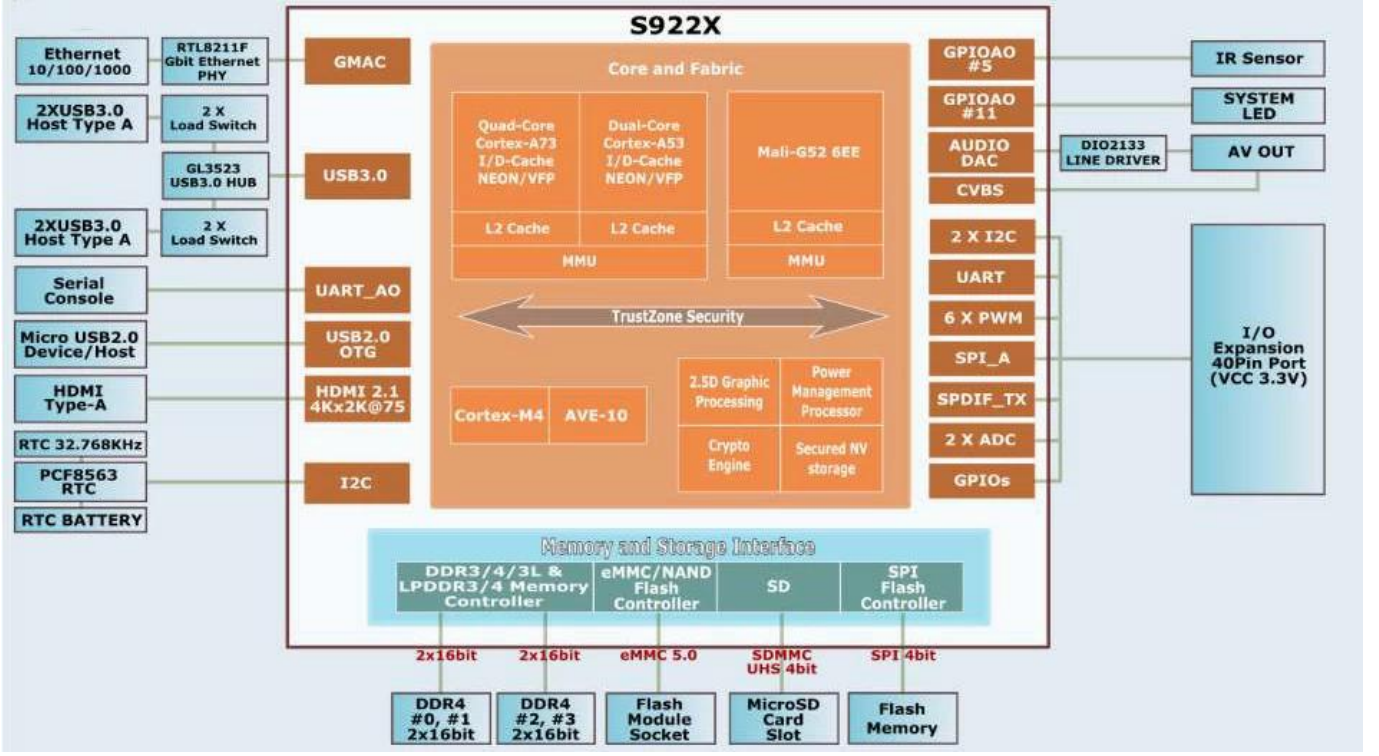 S922X
Ethernet
10/100/1000
RTL8211F
Gbit Ethernet
PHY
GMAC
2XUSB3.0
Host Type A
2 X
Load Switch
GL3523
USB3.0 HUB
USB3.0
2XUSB3.0
Host Type A
2 X
Load Switch
Serial
Console
UART_AO
Micro USB2.0
Device/Host
USB2.0
OTG
HDMI
Type-A
HDMI 2.1
4Kx2K@75
RTC 32.768KHz
PCF8563
RTC
I2C
RTC BATTERY
Core and Fabric
Quad-Core
Cortex-A73
I/D-Cache
NEON/VFP
Dual-Core
Cortex-A53
I/D-Cache
NEON/VFP
Mali-G52 6EE
L2 Cache
L2 Cache
L2 Cache
MMU
MMU
TrustZone Security
Cortex-M4
AVE-10
2.5D Graphic
Processing
Power
Management
Processor
Crypto
Engine
Secured NV
storage
GPIOAO
#5
IR Sensor
GPIOAO
#11
SYSTEM
LED
AUDIO
DAC
DIO2133
LINE DRIVER
AV OUT
CVBS
2 X I2C
UART
6 X PWM
SPI_A
SPDIF_TX
2 X ADC
GPIOs
I/O
Expansion
40Pin Port
(VCC 3.3V)
Memory and Storage Interface
DDR3/4/3L &
LPDDR3/4 Memory
Controller
eMMC/NAND
Flash
Controller
SD
SPI
Flash
Controller
2x16bit
2x16bit
eMMC 5.0
SDMMC
UHS 4bit
SPI 4bit
DDR4
#0, #1
2x16bit
DDR4
#2, #3
2x16bit
Flash
Module
Socket
MicroSD
Card
Slot
Flash
Memory